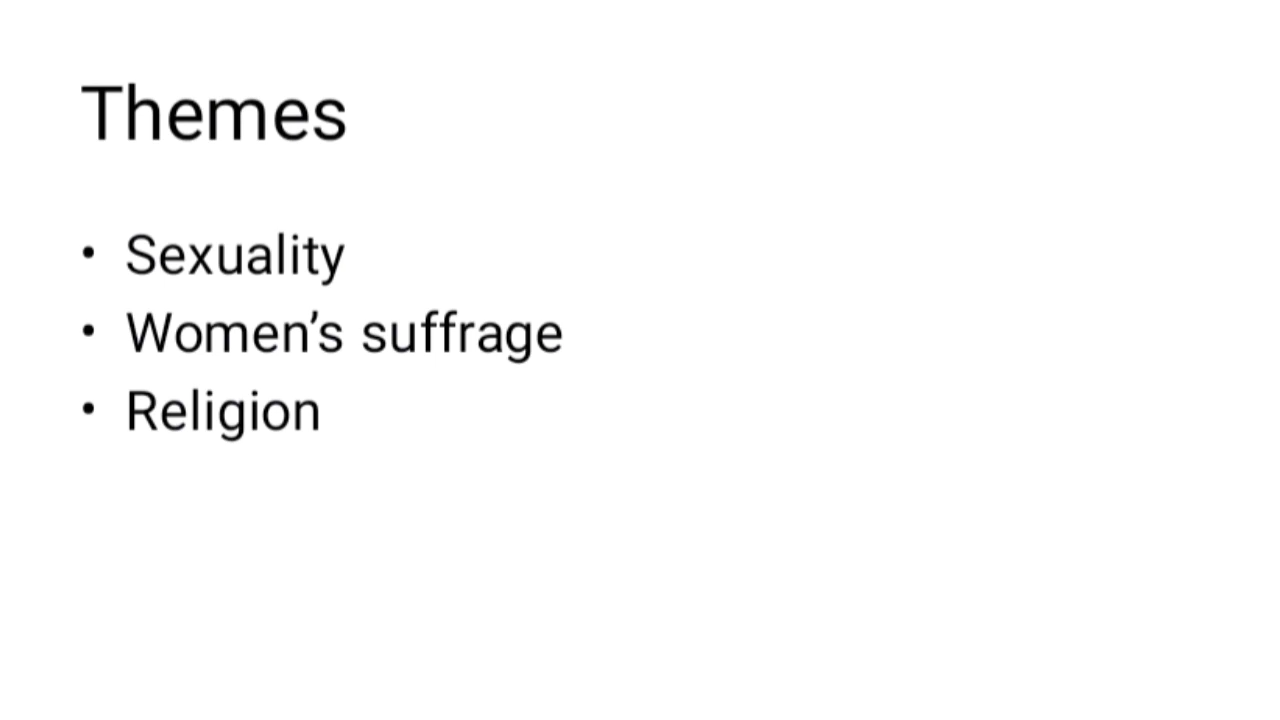 Themes
• Sexuality
• Women’s suffrage
• Religion